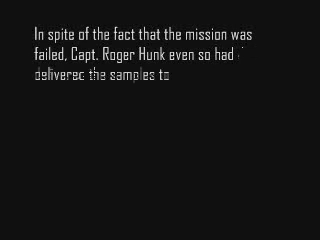 In spite of the fact that the mission was
failed, Capt. Roger Hunk even so had
delivered the samples to